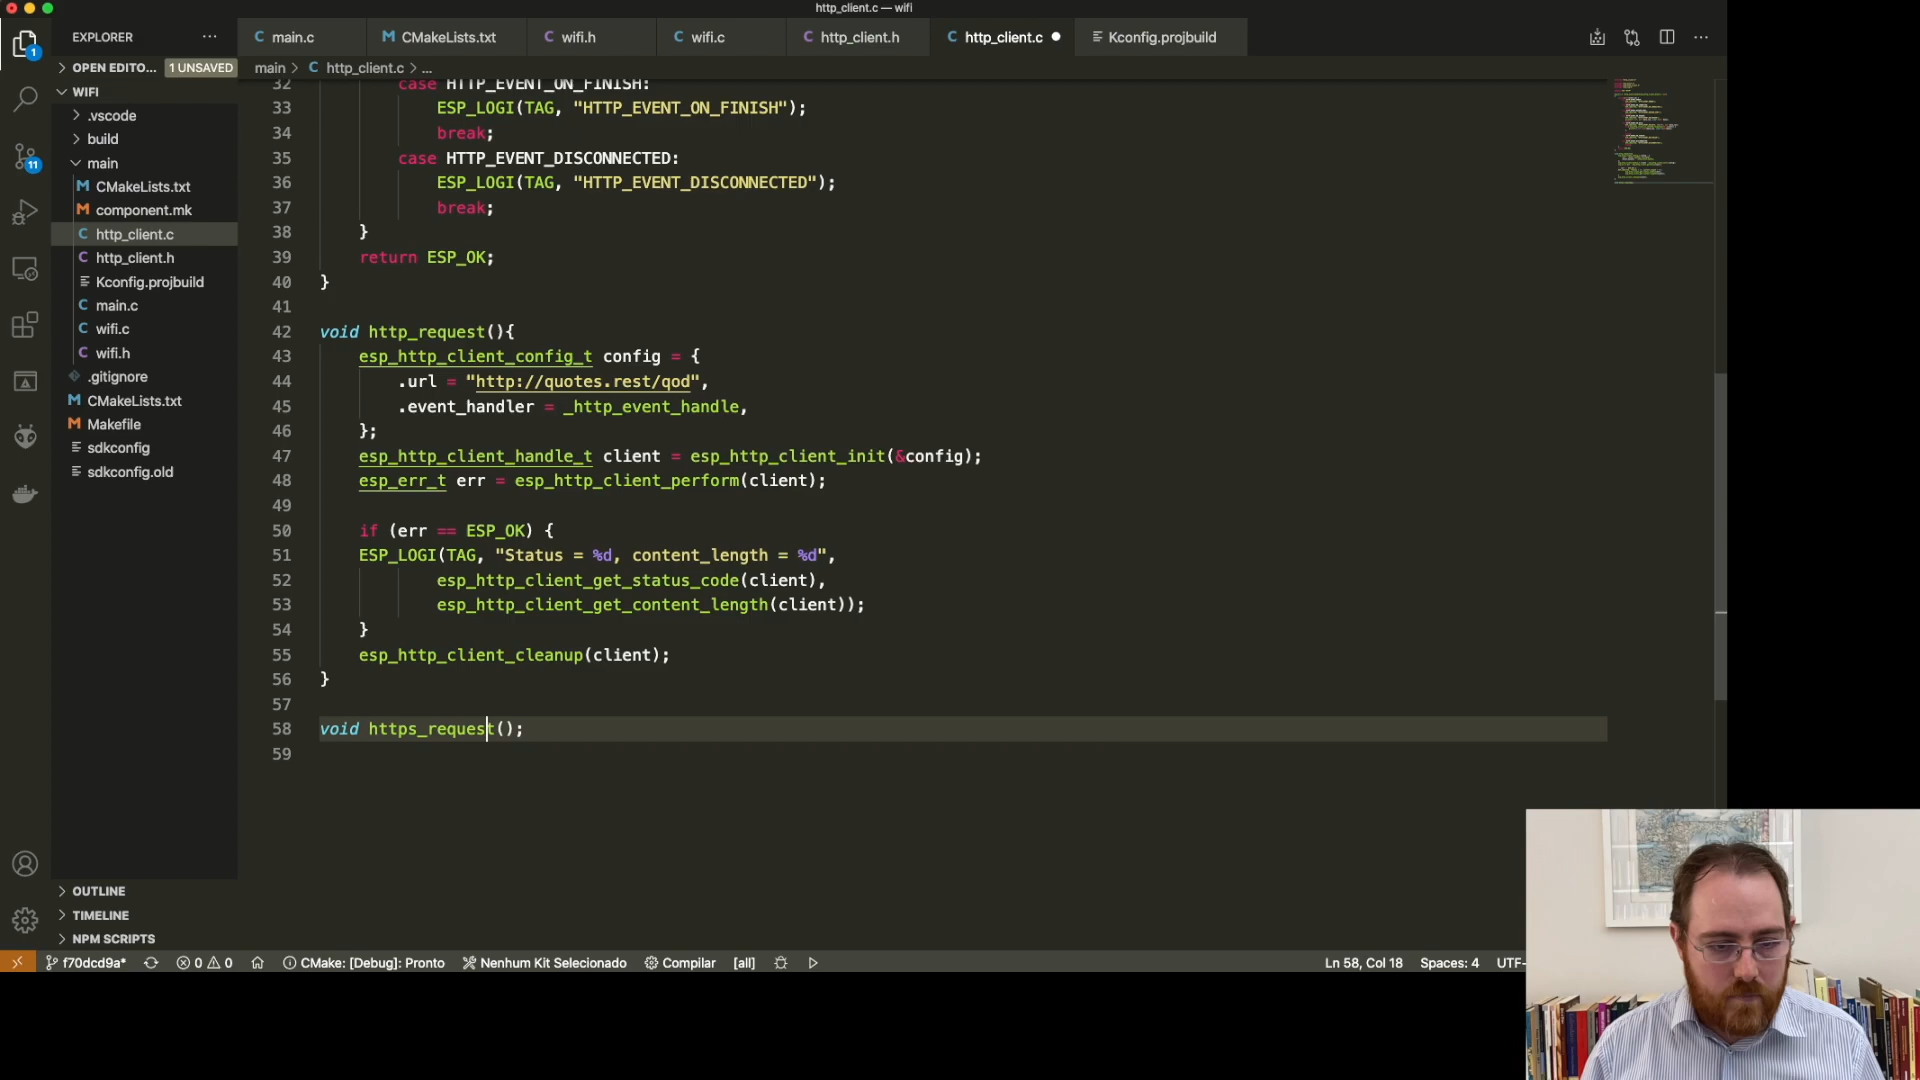 http_client.c — wifi
EXPLORER
main.c
CMakeLists.txt
wifi.h
wifi.c
http_client.h
http_client.c
Kconfig.projbuild
OPEN EDITO... 1 UNSAVED
main > C http_client.c > ...
1
WIFI
.vscode
build
main
CMakeLists.txt
component.mk
http_client.c
http_client.h
Kconfig.projbuild
main.c
wifi.c
wifi.h
.gitignore
CMakeLists.txt
Makefile
sdkconfig
sdkconfig.old
11
32 case HTTP_EVENT_ON_FINISH:
33 ESP_LOGI(TAG, "HTTP_EVENT_ON_FINISH");
34 break;
35 case HTTP_EVENT_DISCONNECTED:
36 ESP_LOGI(TAG, "HTTP_EVENT_DISCONNECTED");
37 break;
38 }
39 return ESP_OK;
40 }
41
42 void http_request(){
43 esp_http_client_config_t config = {
44 .url = "http://quotes.rest/qod",
45 .event_handler = _http_event_handle,
46 };
47 esp_http_client_handle_t client = esp_http_client_init(&config);
48 esp_err_t err = esp_http_client_perform(client);
49
50 if (err == ESP_OK) {
51 ESP_LOGI(TAG, "Status = %d, content_length = %d",
52 esp_http_client_get_status_code(client),
53 esp_http_client_get_content_length(client));
54 }
55 esp_http_client_cleanup(client);
56 }
57
58 void https_request();
59
OUTLINE
TIMELINE
NPM SCRIPTS
f70dcd9a* 0 0 CMake: [Debug]: Pronto Nenhum Kit Selecionado Compilar [all] Ln 58, Col 18 Spaces: 4 UTF-